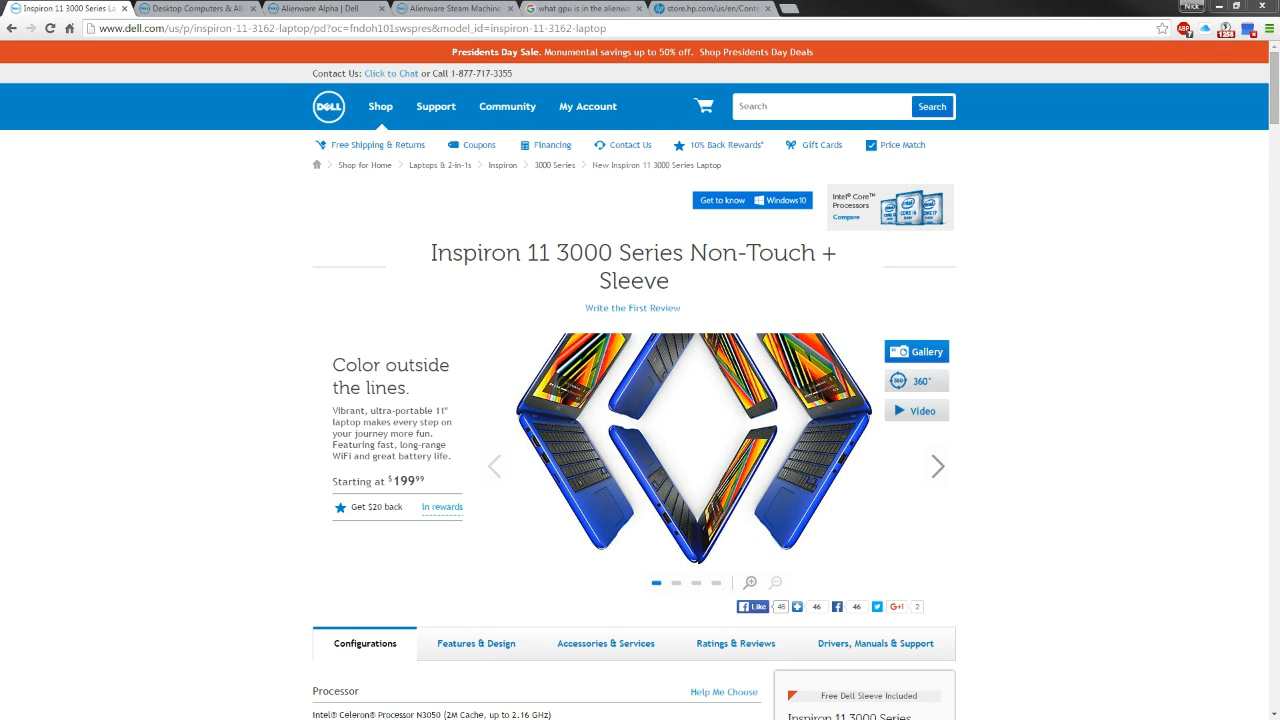 Inspiron 11 3000 Series La
Desktop Computers & All
Alienware Alpha | Dell
Alienware Steam Machine
what gpu is in the alienwa
store.hp.com/us/en/Conte
Nick
www.dell.com/us/p/inspiron-11-3162-laptop/pd?oc=fndoh101swspres&model_id=inspiron-11-3162-laptop
Presidents Day Sale. Monumental savings up to 50% off. Shop Presidents Day Deals
Contact Us: Click to Chat or Call 1-877-717-3355
DELL
Shop
Support
Community
My Account
Search
Search
Free Shipping & Returns
Coupons
Financing
Contact Us
10% Back Rewards*
Gift Cards
Price Match
Shop for Home
Laptops & 2-in-1s
Inspiron
3000 Series
New Inspiron 11 3000 Series Laptop
Get to know Windows10
Intel® Core™
Processors
Compare
Inspiron 11 3000 Series Non-Touch +
Sleeve
Write the First Review
Color outside
the lines.
Vibrant, ultra-portable 11"
laptop makes every step on
your journey more fun.
Featuring fast, long-range
WiFi and great battery life.
Starting at $199.99
Get $20 back in rewards
Gallery
360°
Video
Like
46
46
46
G+1
2
Configurations
Features & Design
Accessories & Services
Ratings & Reviews
Drivers, Manuals & Support
Processor
Help Me Choose
Intel® Celeron® Processor N3050 (2M Cache, up to 2.16 GHz)
Free Dell Sleeve Included
Inspiron 11 3000 Series